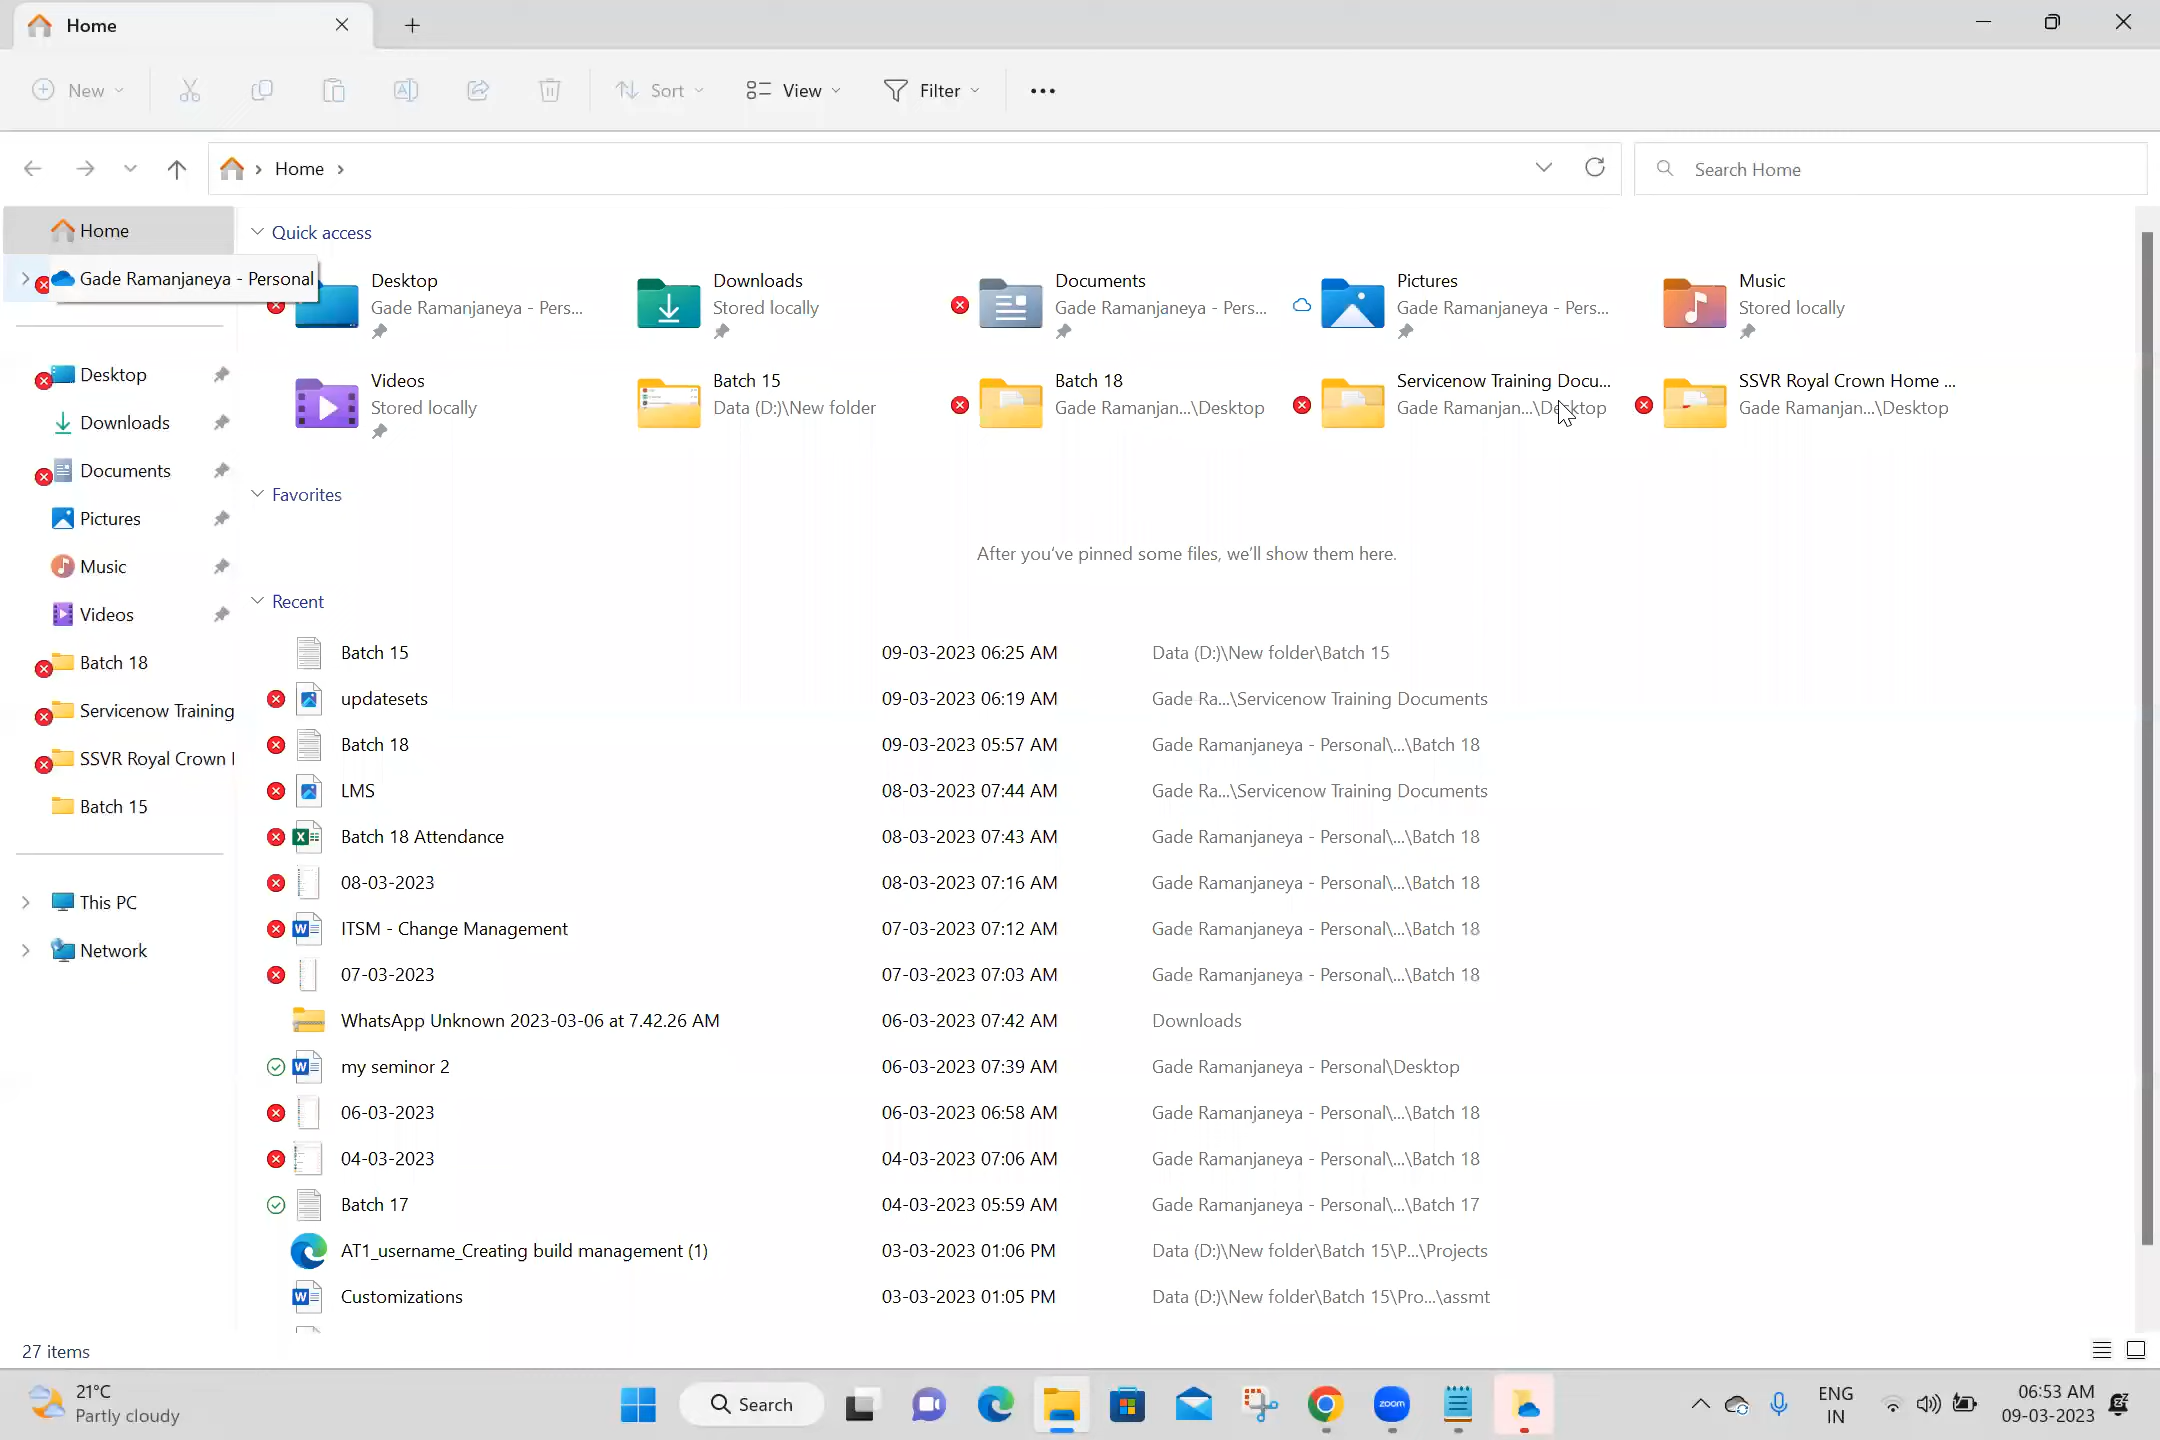 Home
New
Sort
View
Filter
Home
Search Home
Home
Gade Ramanjaneya - Personal
Desktop
Downloads
Documents
Pictures
Music
Videos
Batch 18
Servicenow Training
SSVR Royal Crown
Batch 15
This PC
Network
Quick access
Desktop
Gade Ramanjaneya - Pers...
Downloads
Stored locally
Documents
Gade Ramanjaneya - Pers...
Pictures
Gade Ramanjaneya - Pers...
Music
Stored locally
Videos
Stored locally
Batch 15
Data (D:)\New folder
Batch 18
Gade Ramanjan...\Desktop
Servicenow Training Docu...
Gade Ramanjan...\Desktop
SSVR Royal Crown Home ...
Gade Ramanjan...\Desktop
Favorites
After you've pinned some files, we'll show them here.
Recent
Batch 15 09-03-2023 06:25 AM Data (D:)\New folder\Batch 15
updatesets 09-03-2023 06:19 AM Gade Ra...\Servicenow Training Documents
Batch 18 09-03-2023 05:57 AM Gade Ramanjaneya - Personal\...\Batch 18
LMS 08-03-2023 07:44 AM Gade Ra...\Servicenow Training Documents
Batch 18 Attendance 08-03-2023 07:43 AM Gade Ramanjaneya - Personal\...\Batch 18
08-03-2023 08-03-2023 07:16 AM Gade Ramanjaneya - Personal\...\Batch 18
ITSM - Change Management 07-03-2023 07:12 AM Gade Ramanjaneya - Personal\...\Batch 18
07-03-2023 07-03-2023 07:03 AM Gade Ramanjaneya - Personal\...\Batch 18
WhatsApp Unknown 2023-03-06 at 7.42.26 AM 06-03-2023 07:42 AM Downloads
my seminor 2 06-03-2023 07:39 AM Gade Ramanjaneya - Personal\Desktop
06-03-2023 06-03-2023 06:58 AM Gade Ramanjaneya - Personal\...\Batch 18
04-03-2023 04-03-2023 07:06 AM Gade Ramanjaneya - Personal\...\Batch 18
Batch 17 04-03-2023 05:59 AM Gade Ramanjaneya - Personal\...\Batch 17
AT1_username_Creating build management (1) 03-03-2023 01:06 PM Data (D:)\New folder\Batch 15\P...\Projects
Customizations 03-03-2023 01:05 PM Data (D:)\New folder\Batch 15\Pro...\assmt
27 items
21°C
Partly cloudy
Search
zoom
ENG
IN
06:53 AM
09-03-2023